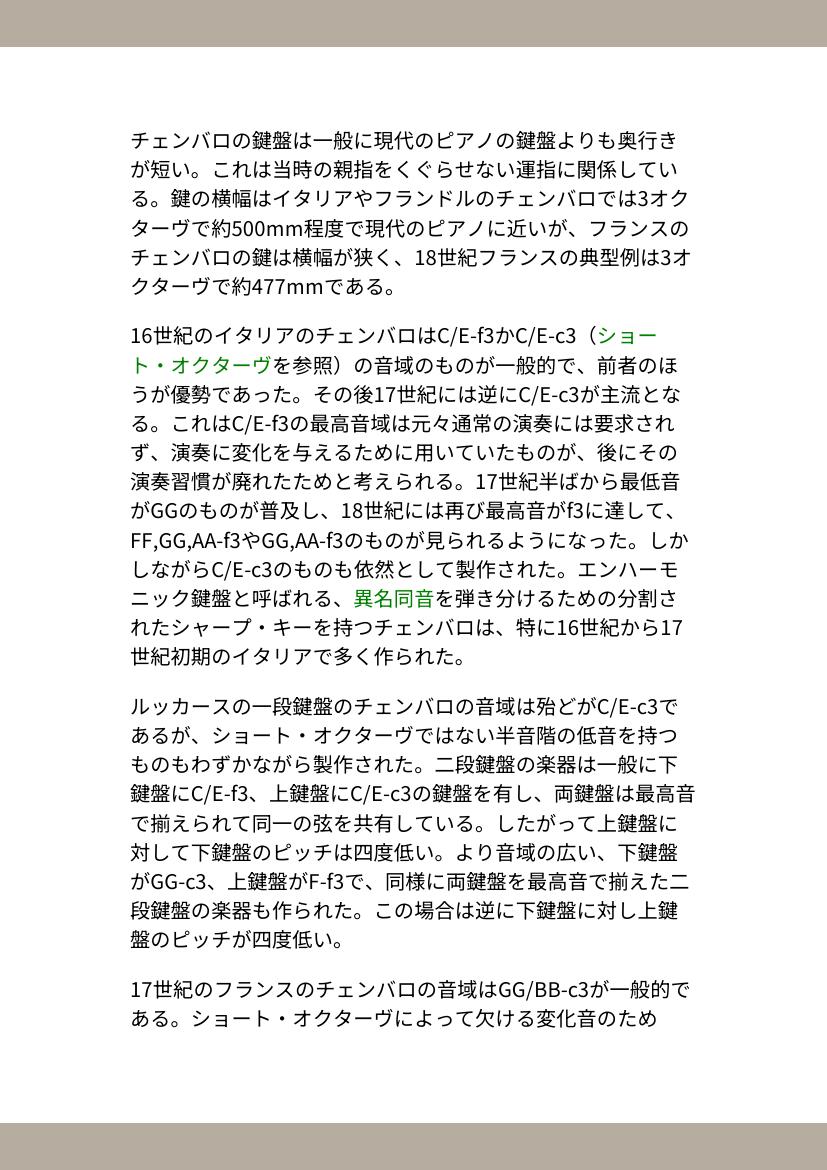 チェンバロの鍵盤は一般に現代のピアノの鍵盤よりも奥行き
が短い。これは当時の親指をくぐらせない運指に関係してい
る。鍵の横幅はイタリアやフランドルのチェンバロでは3オク
ターヴで約500mm程度で現代のピアノに近いが、フランスの
チェンバロの鍵は横幅が狭く、18世紀フランスの典型例は3オ
クターヴで約477mmである。
16世紀のイタリアのチェンバロはC/E-f3かC/E-c3（ショー
ト・オクターヴを参照）の音域のものが一般的で、前者のほ
うが優勢であった。その後17世紀には逆にC/E-c3が主流とな
る。これはC/E-f3の最高音域は元々通常の演奏には要求され
ず、演奏に変化を与えるために用いていたものが、後にその
演奏習慣が廃れたためと考えられる。17世紀半ばから最低音
がGGのものが普及し、18世紀には再び最高音がf3に達して、
FF,GG,AA-f3やGG,AA-f3のものが見られるようになった。しか
しながらC/E-c3のものも依然として製作された。エンハーモ
ニック鍵盤と呼ばれる、異名同音を弾き分けるための分割さ
れたシャープ・キーを持つチェンバロは、特に16世紀から17
世紀初期のイタリアで多く作られた。
ルッカースの一段鍵盤のチェンバロの音域は殆どがC/E-c3で
あるが、ショート・オクターヴではない半音階の低音を持つ
ものもわずかながら製作された。二段鍵盤の楽器は一般に下
鍵盤にC/E-f3、上鍵盤にC/E-c3の鍵盤を有し、両鍵盤は最高音
で揃えられて同一の弦を共有している。したがって上鍵盤に
対して下鍵盤のピッチは四度低い。より音域の広い、下鍵盤
がGG-c3、上鍵盤がF-f3で、同様に両鍵盤を最高音で揃えた二
段鍵盤の楽器も作られた。この場合は逆に下鍵盤に対し上鍵
盤のピッチが四度低い。
17世紀のフランスのチェンバロの音域はGG/BB-c3が一般的で
ある。ショート・オクターヴによって欠ける変化音のため